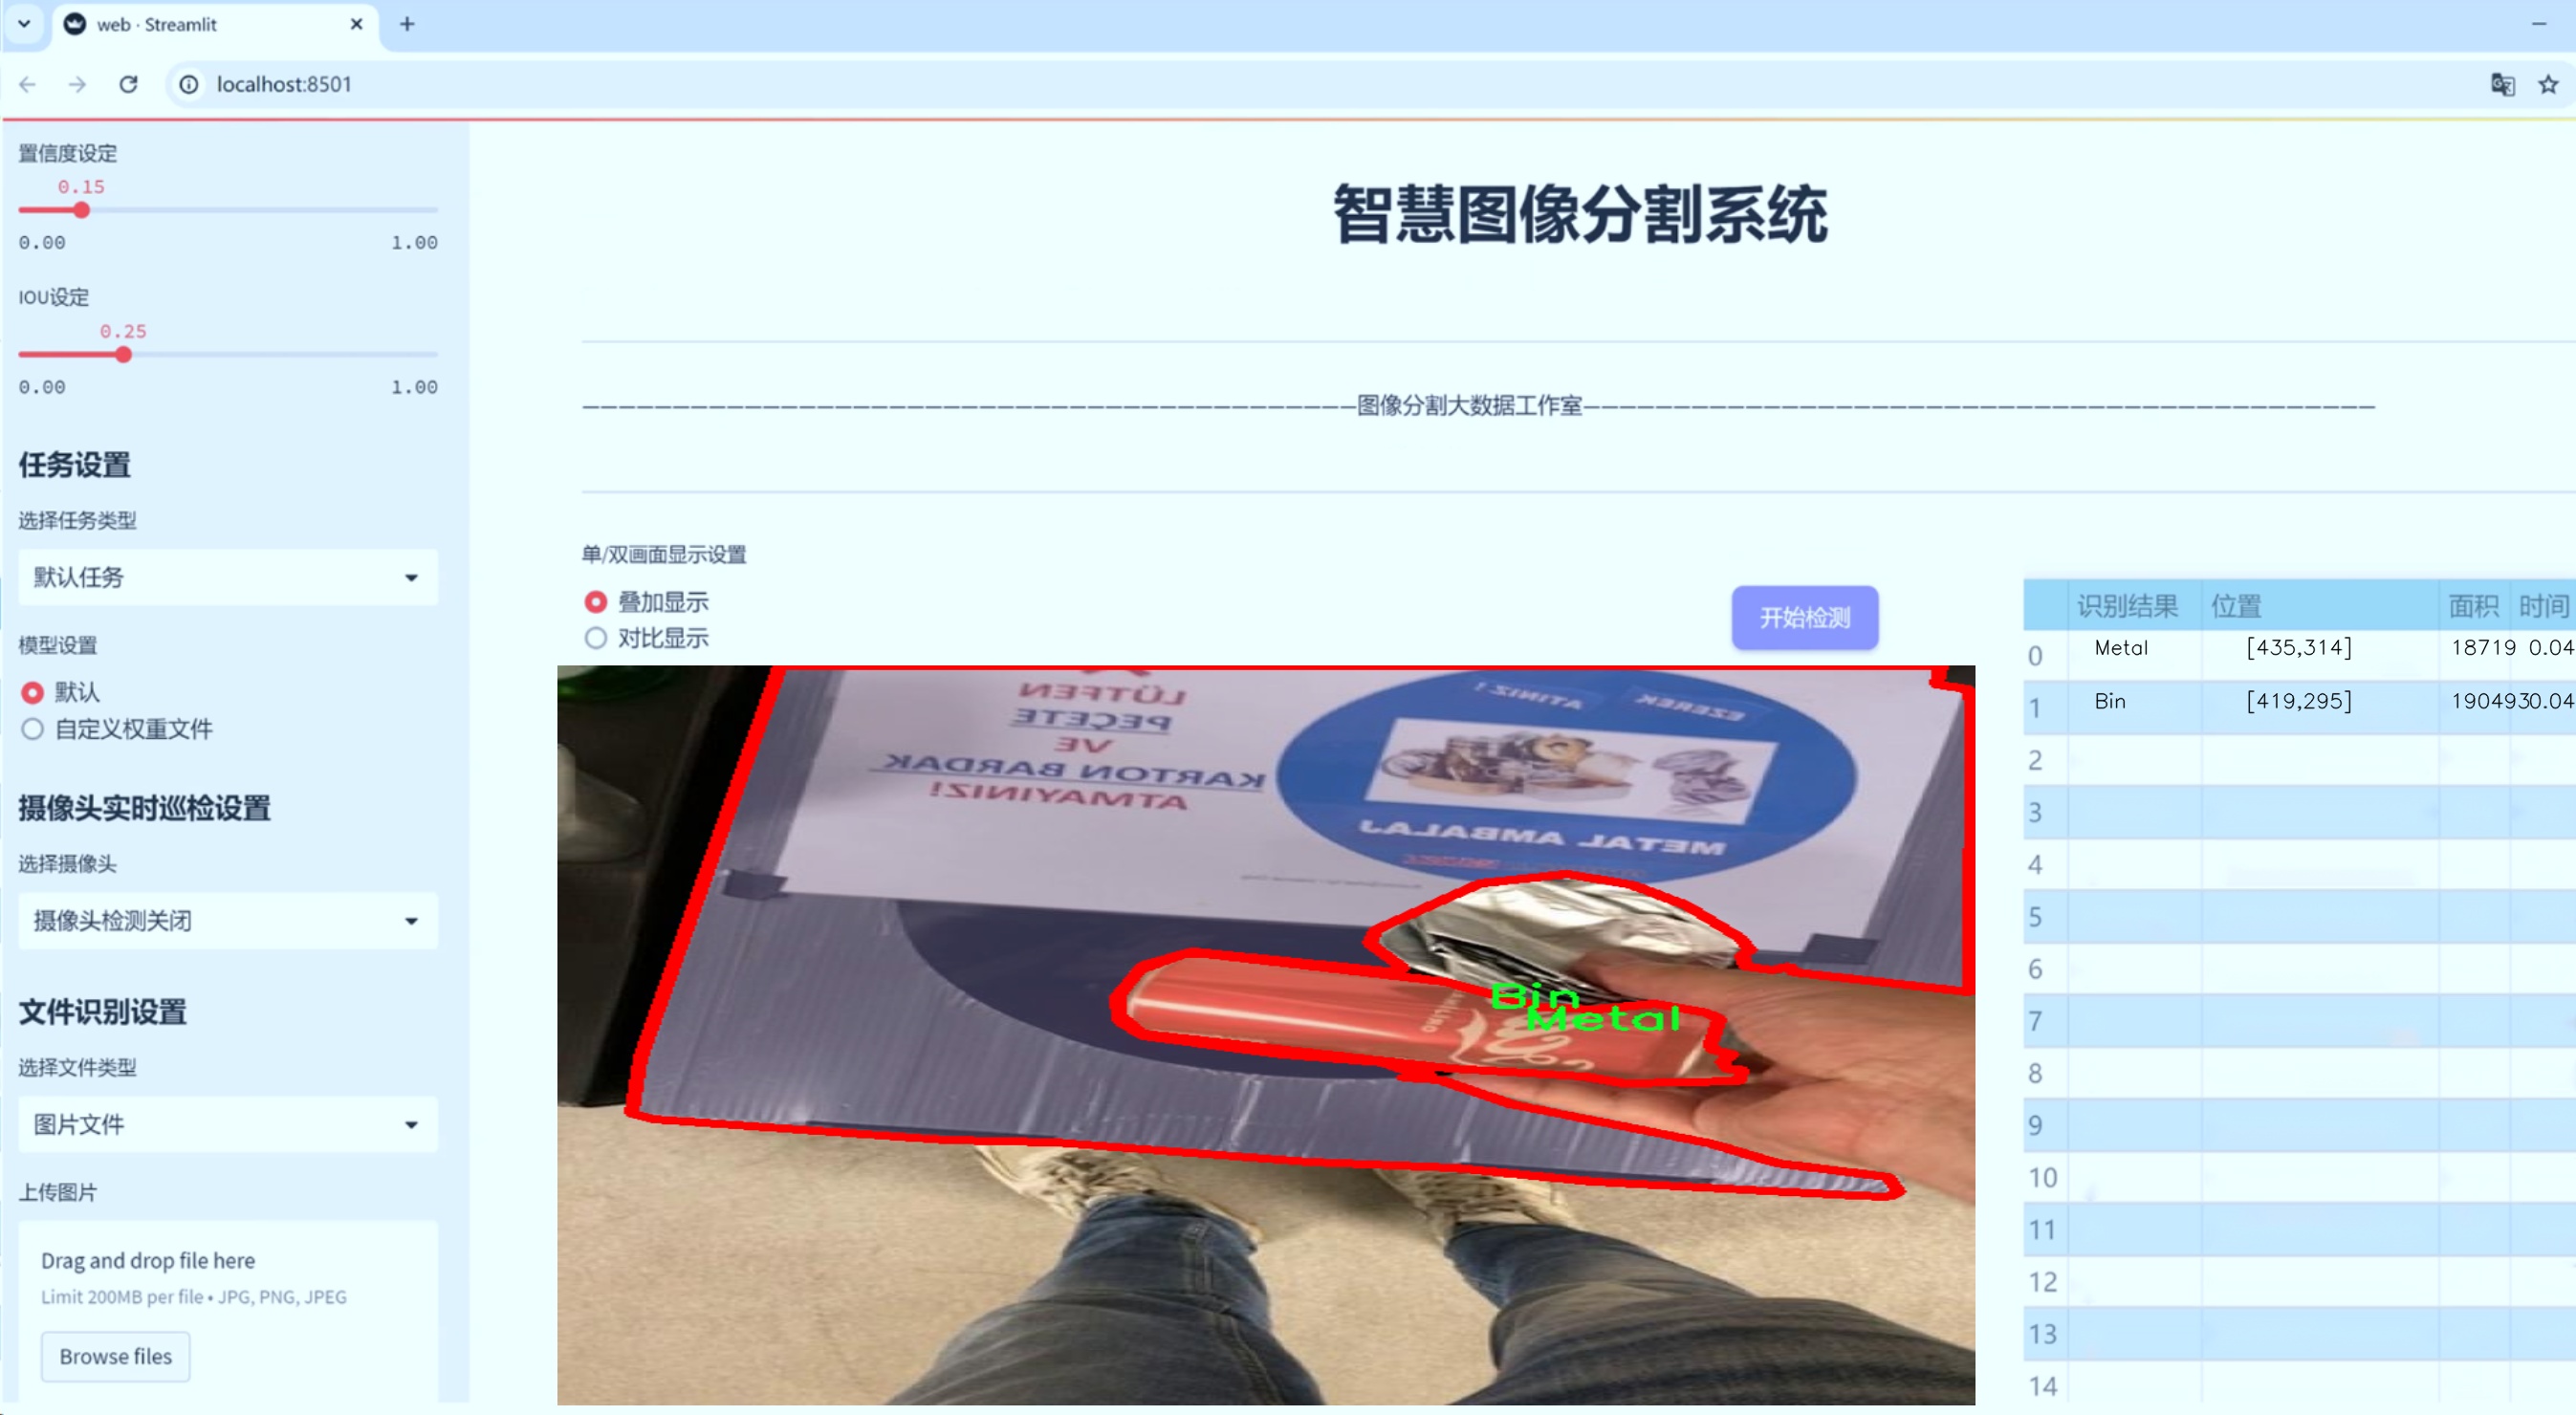 web · Streamlit
localhost:8501
置信度设定
0.15
0.00 1.00
IOU设定
0.25
0.00 1.00
任务设置
选择任务类型
默认任务
模型设置
默认
自定义权重文件
摄像头实时巡检设置
选择摄像头
摄像头检测关闭
文件识别设置
选择文件类型
图片文件
上传图片
Drag and drop file here
Limit 200MB per file • JPG, PNG, JPEG
Browse files
智慧图像分割系统
———————————————————————————————————————————图像分割大数据工作室————————————————————————————————————————————
单/双画面显示设置
叠加显示
对比显示
开始检测
LÜTFEN
PEÇETE
VE
KARTON BARDAK
ATMAYINIZ!
EZEREK ATINIZ!
METAL AMBALAJ
Bin
Metal
识别结果 位置 面积 时间
0 Metal [435,314] 18719 0.04
1 Bin [419,295] 1904930.04
2
3
4
5
6
7
8
9
10
11
12
13
14